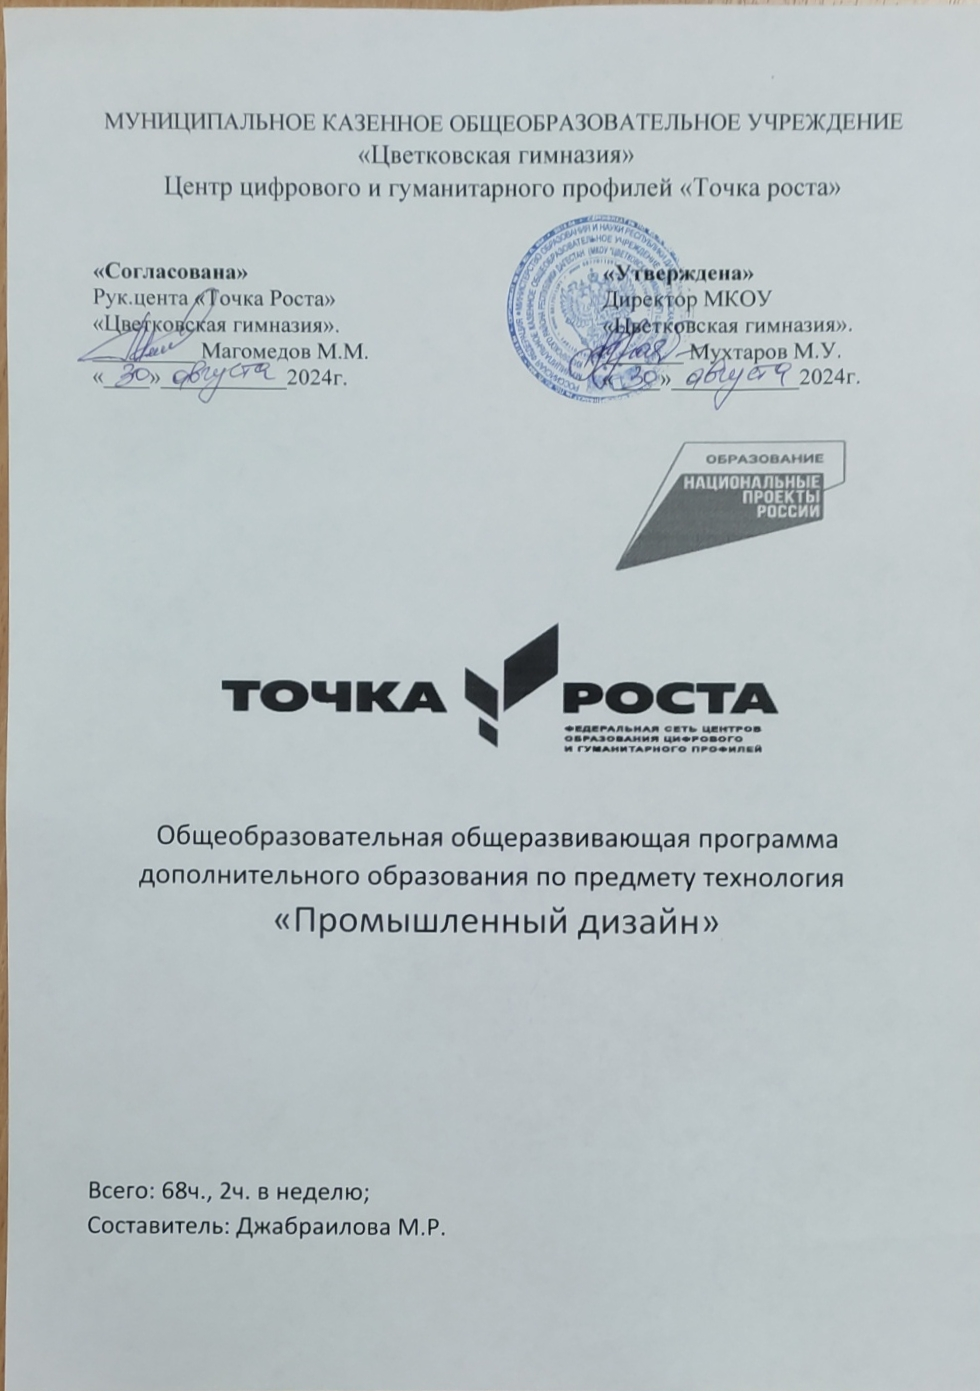 МУНИЦИПАЛЬНОЕ КАЗЕННОЕ ОБЩЕОБРАЗОВАТЕЛЬНОЕ УЧРЕЖДЕНИЕ
«Цветковская гимназия»
Центр цифрового и гуманитарного профилей «Точка роста»
«Согласована»
Рук.цента «Точка Роста»
«Цветковская гимназия».
Магомедов М.М.
«30» августа 2024г.
«Утверждена»
Директор МКОУ
«Цветковская гимназия».
Мухтаров М.У.
«30» августа 2024г.
ОБРАЗОВАНИЕ
НАЦИОНАЛЬНЫЕ
ПРОЕКТЫ
РОССИИ
ТОЧКА РОСТА
ФЕДЕРАЛЬНАЯ СЕТЬ ЦЕНТРОВ
ОБРАЗОВАНИЯ ЦИФРОВОГО
И ГУМАНИТАРНОГО ПРОФИЛЕЙ
Общеобразовательная общеразвивающая программа
дополнительного образования по предмету технология
«Промышленный дизайн»
Всего: 68ч., 2ч. в неделю;
Составитель: Джабраилова М.Р.